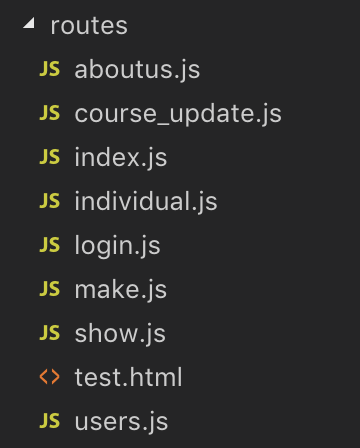 routes
JS aboutus.js
JS course_update.js
JS index.js
JS individual.js
JS login.js
JS make.js
JS show.js
<> test.html
JS users.js